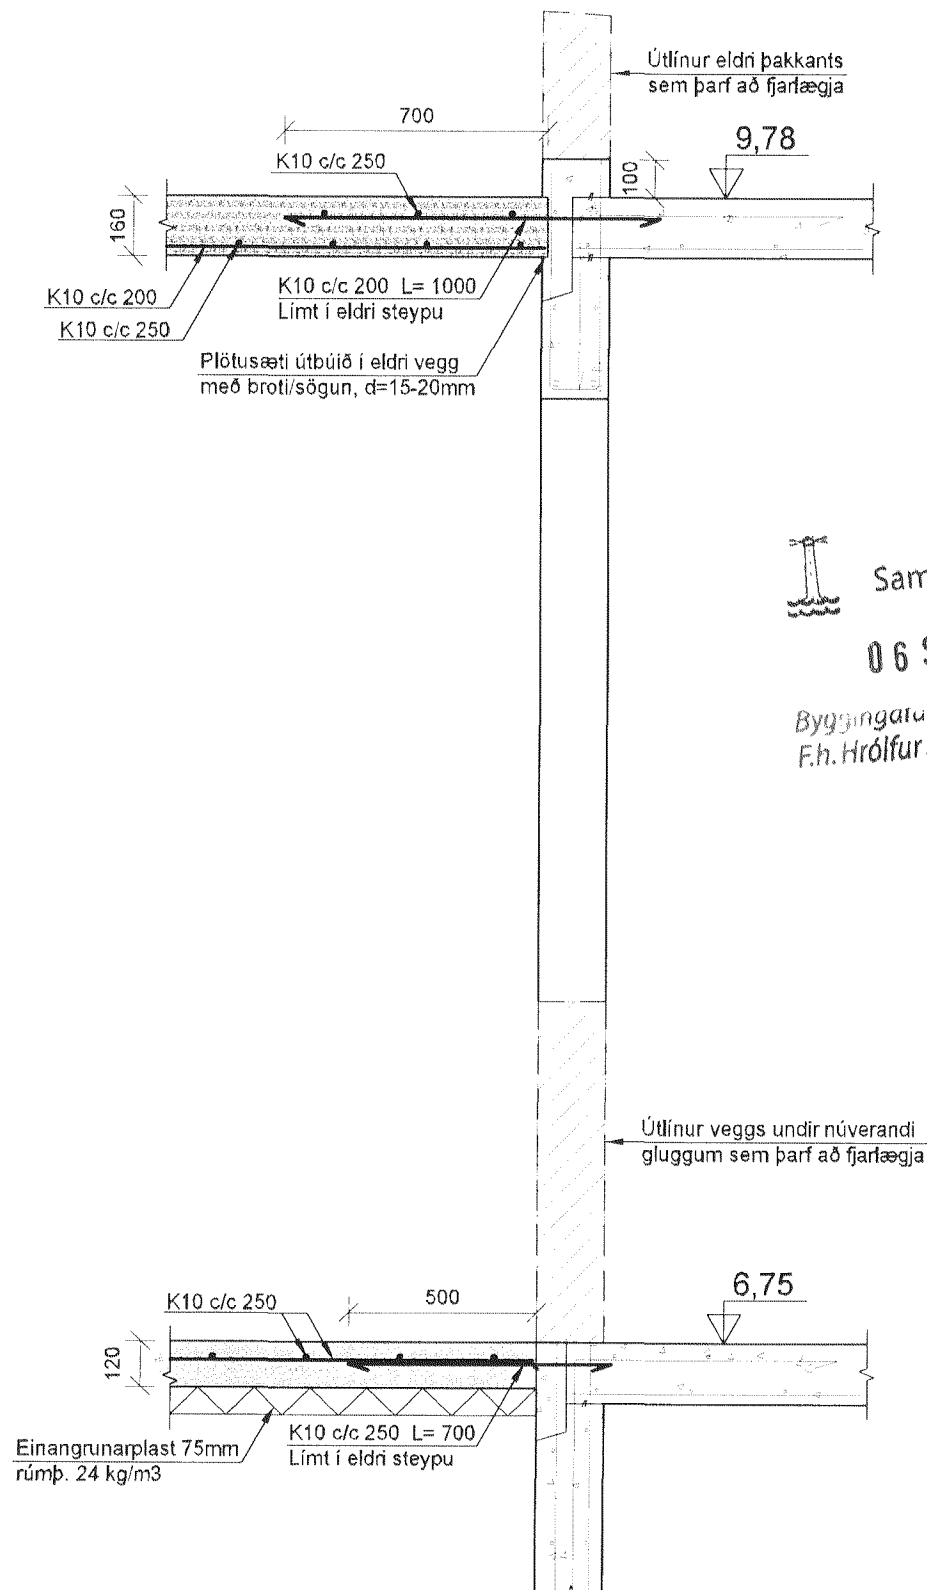 Útlínur eldri þakkants
sem þarf að fjarlægja
700
9,78
K10 c/c 250
100
160
K10 c/c 200
K10 c/c 250
K10 c/c 200 L= 1000
Límt í eldri steypu
Plötusæti útbúið í eldri vegg
með broti/sögun, d=15-20mm
06
F.h. Hrólfur
Útlínur veggs undir núverandi
gluggum sem þarf að fjarlægja
6,75
K10 c/c 250
500
120
K10 c/c 250 L= 700
Límt í eldri steypu
Einangrunarplast 75mm
rúmþ. 24 kg/m3